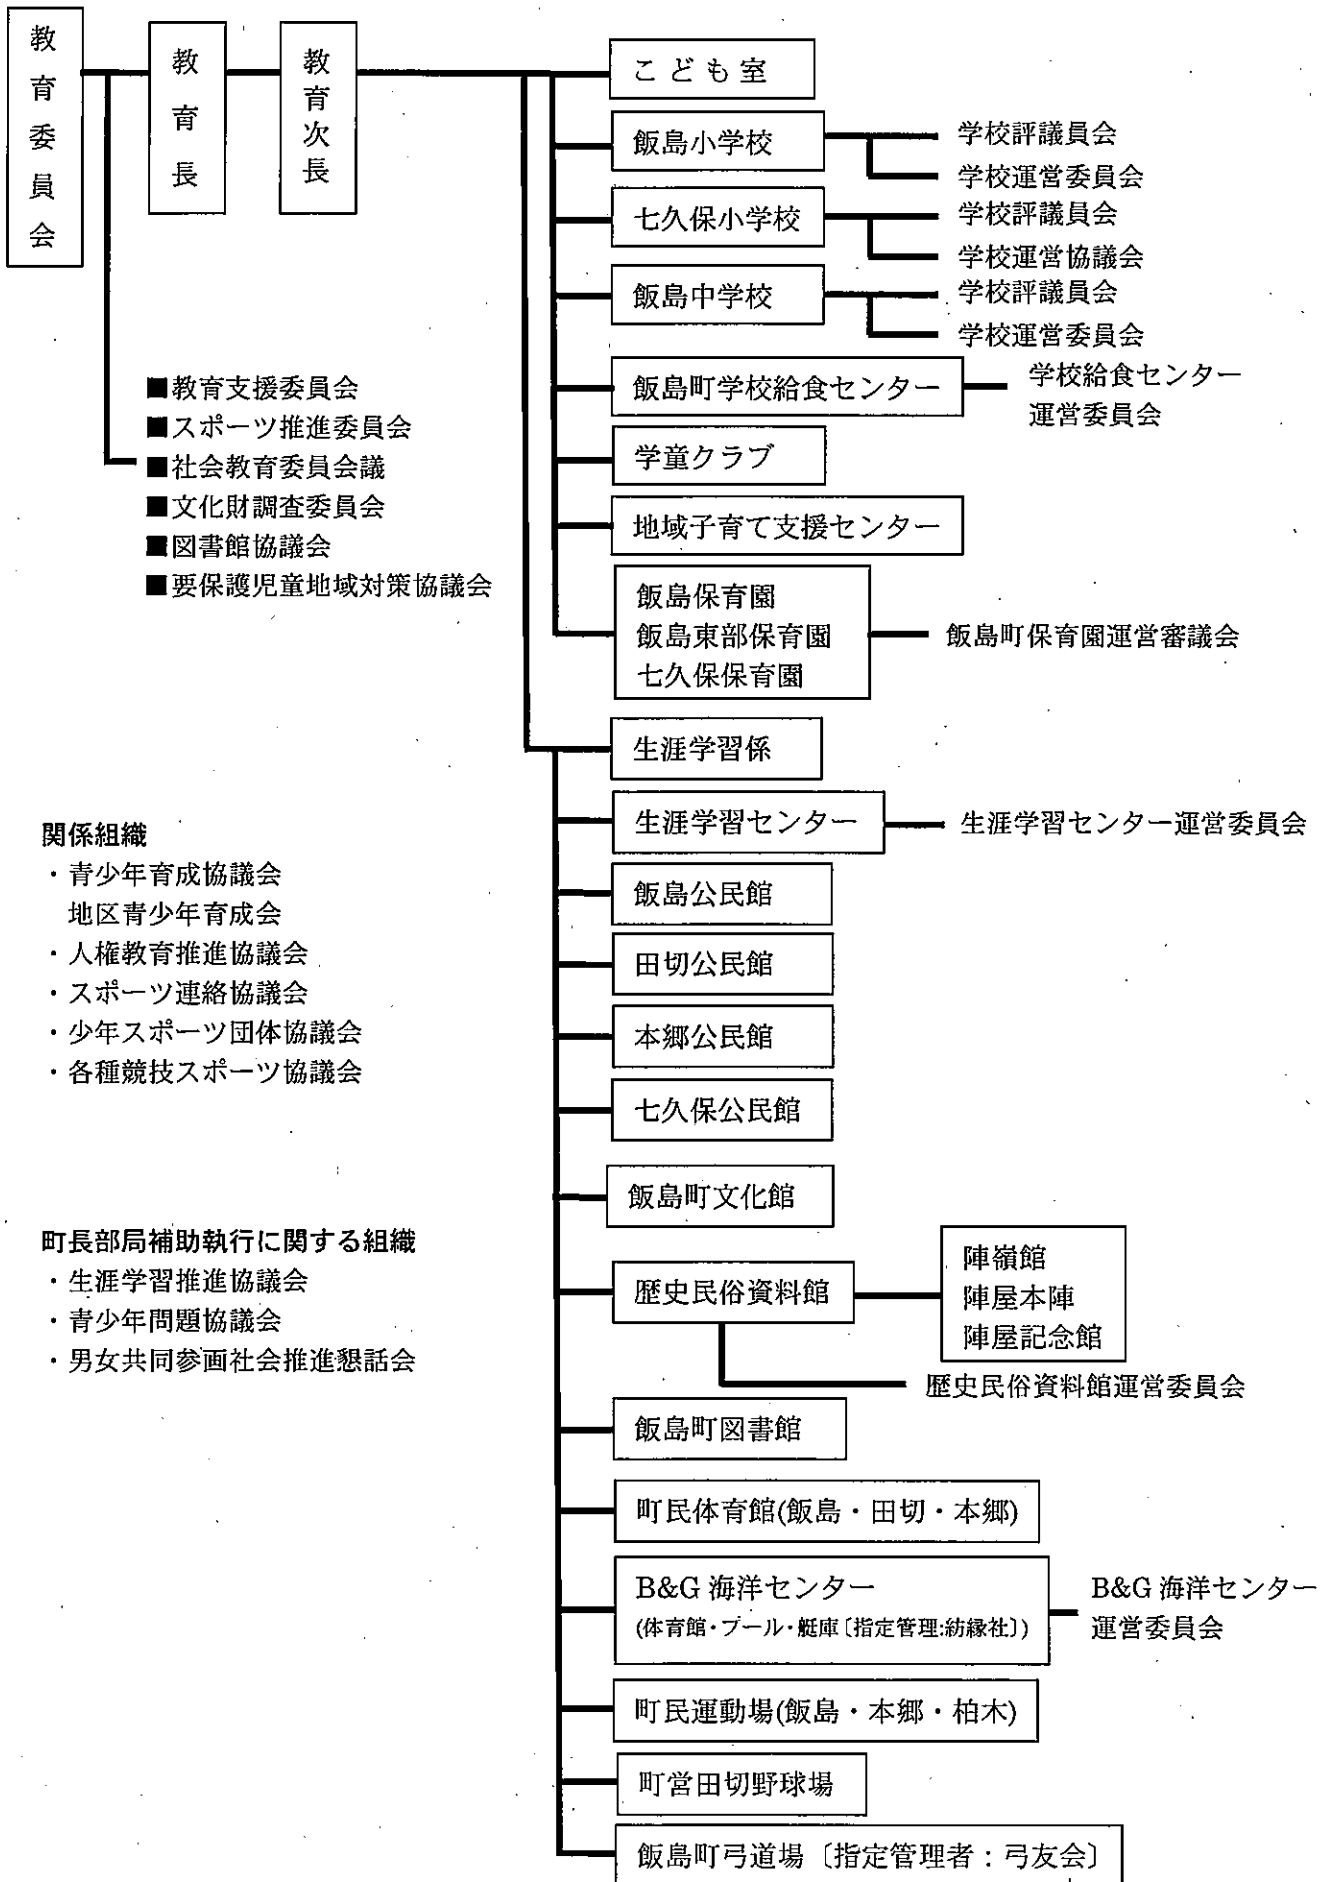 教育委員会
教育長
教育次長
こども室
飯島小学校
学校評議員会
学校運営委員会
七久保小学校
学校評議員会
学校運営協議会
飯島中学校
学校評議員会
学校運営委員会
飯島町学校給食センター
学校給食センター
運営委員会
学童クラブ
地域子育て支援センター
飯島保育園
飯島東部保育園
七久保保育園
飯島町保育園運営審議会
■教育支援委員会
■スポーツ推進委員会
■社会教育委員会議
■文化財調査委員会
■図書館協議会
■要保護児童地域対策協議会
生涯学習係
生涯学習センター
生涯学習センター運営委員会
飯島公民館
田切公民館
本郷公民館
七久保公民館
飯島町文化館
歴史民俗資料館
陣嶺館
陣屋本陣
陣屋記念館
歴史民俗資料館運営委員会
飯島町図書館
町民体育館(飯島・田切・本郷)
B&G 海洋センター
(体育館・プール・艇庫〔指定管理:紡縁社〕)
B&G 海洋センター
運営委員会
町民運動場(飯島・本郷・柏木)
町営田切野球場
飯島町弓道場〔指定管理者:弓友会〕
関係組織
・青少年育成協議会
地区青少年育成会
・人権教育推進協議会
・スポーツ連絡協議会
・少年スポーツ団体協議会
・各種競技スポーツ協議会
町長部局補助執行に関する組織
・生涯学習推進協議会
・青少年問題協議会
・男女共同参画社会推進懇話会